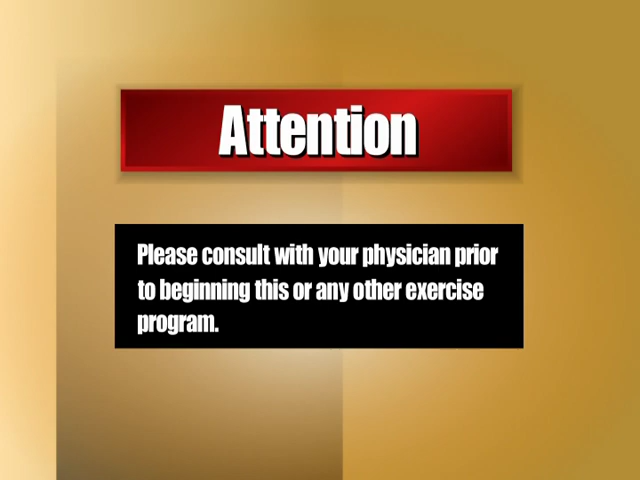 Attention
Please consult with your physician prior
to beginning this or any other exercise
program.